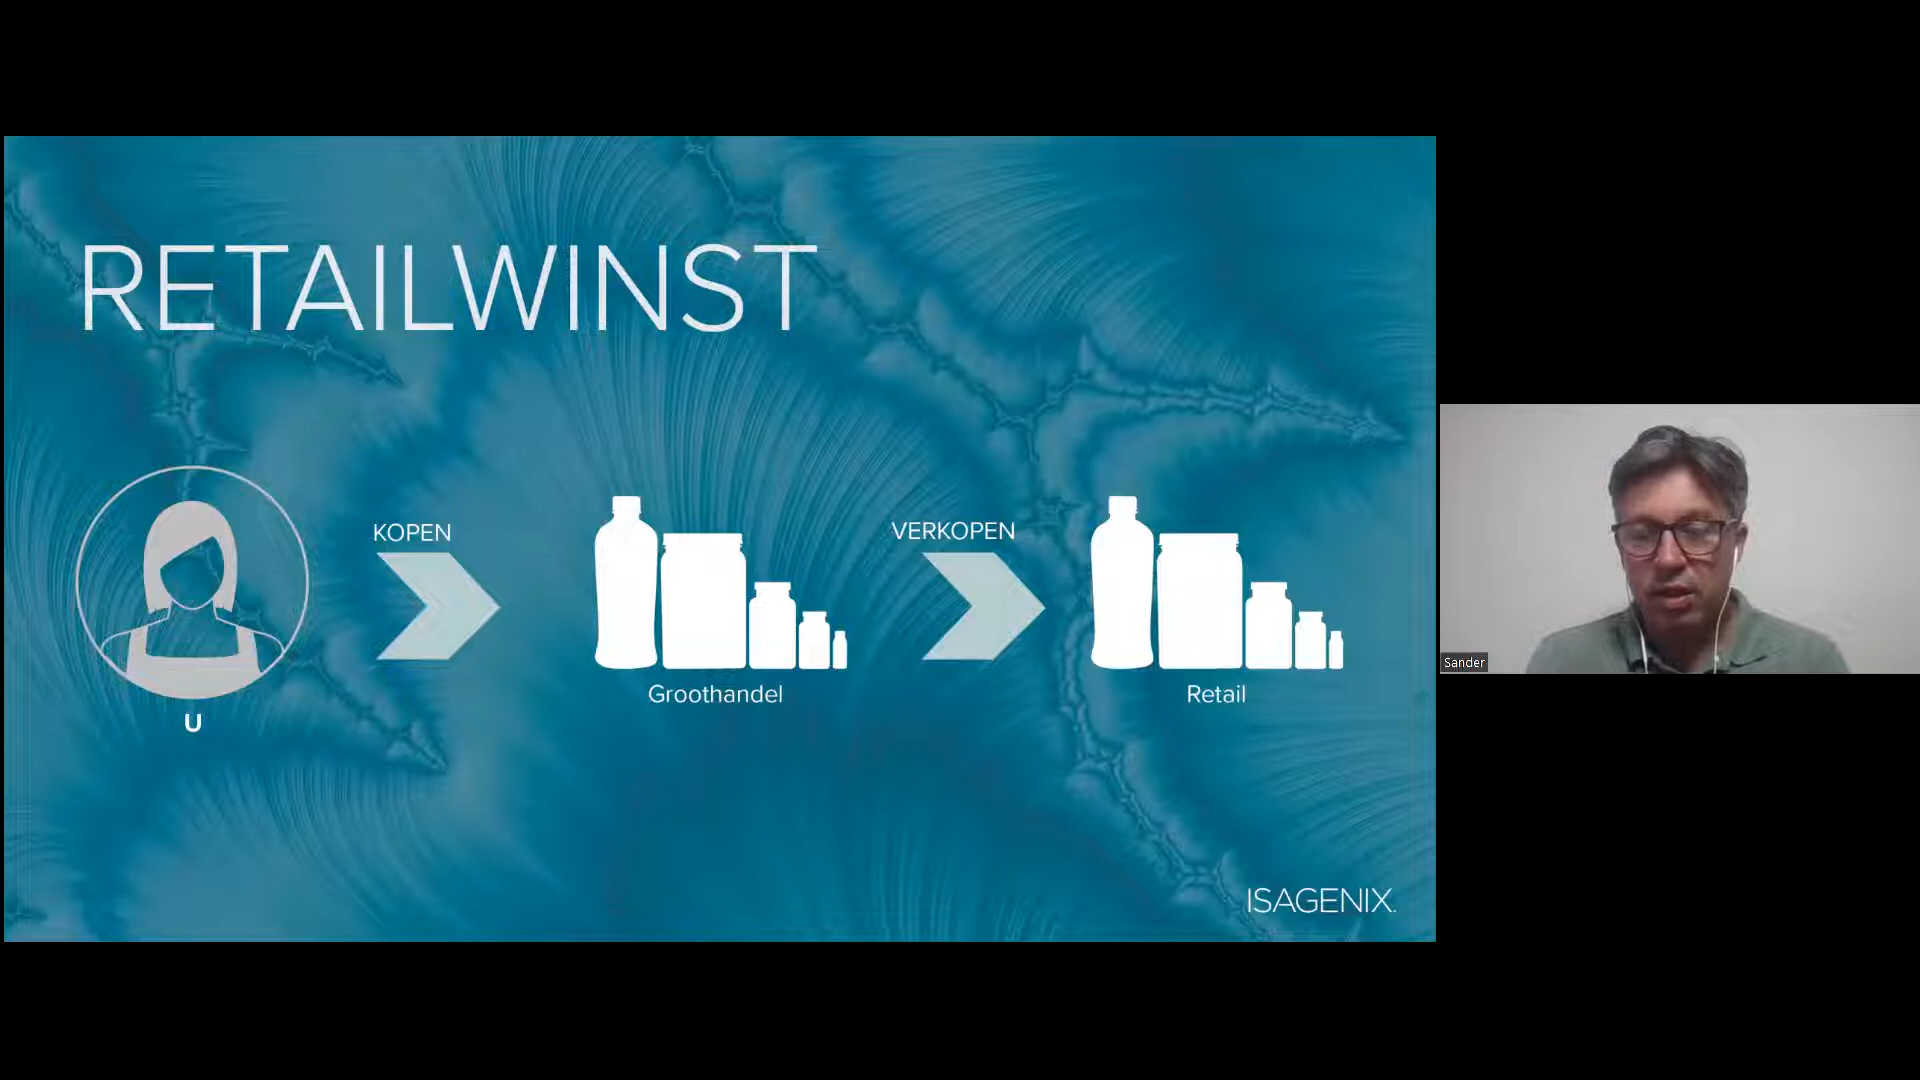 RETAILWINST
KOPEN
VERKOPEN
Groothandel
Retail
U
ISAGENIX.
Sander